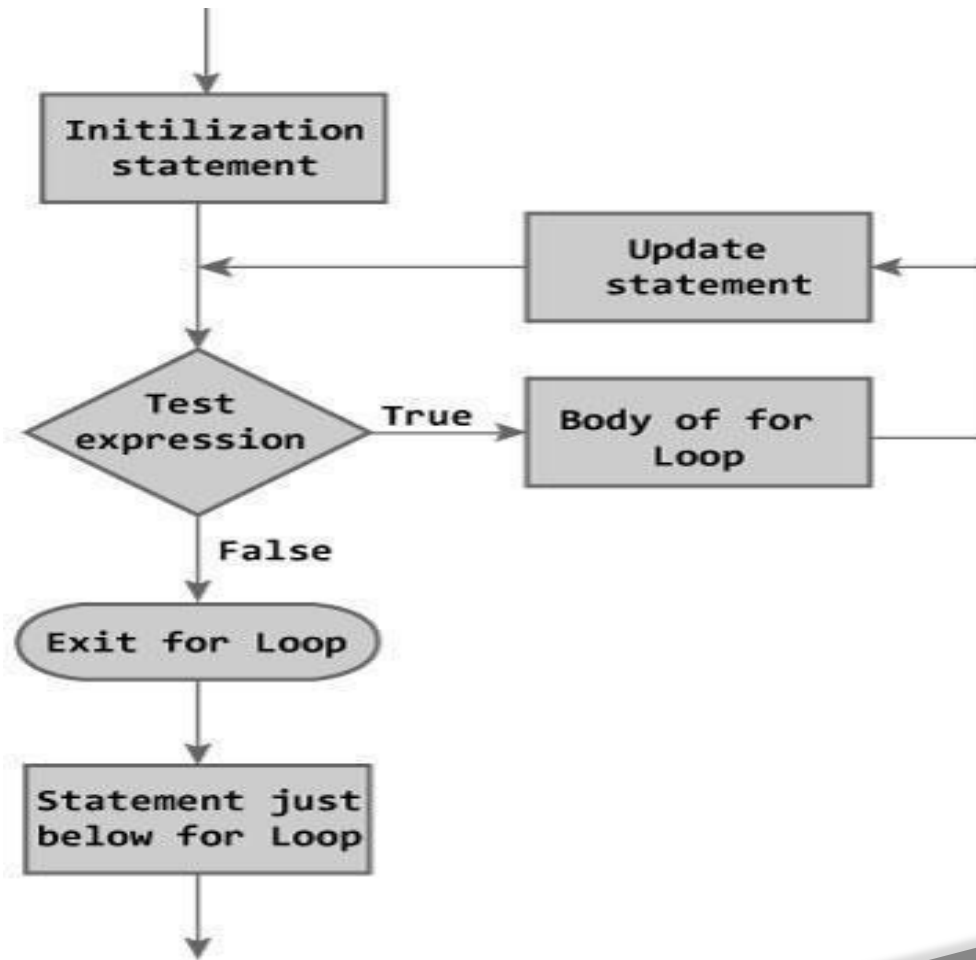 Initilization
statement
Update
statement
Test
expression
True
Body of for
Loop
False
Exit for Loop
Statement just
below for Loop